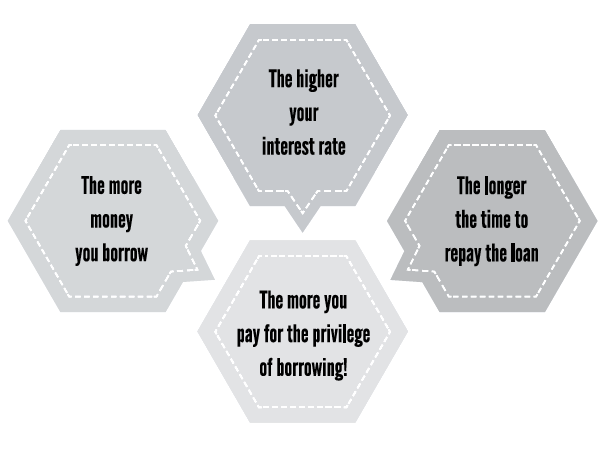 The higher
your
interest rate
The more
money
you borrow
The longer
the time to
repay the loan
The more you
pay for the privilege
of borrowing!